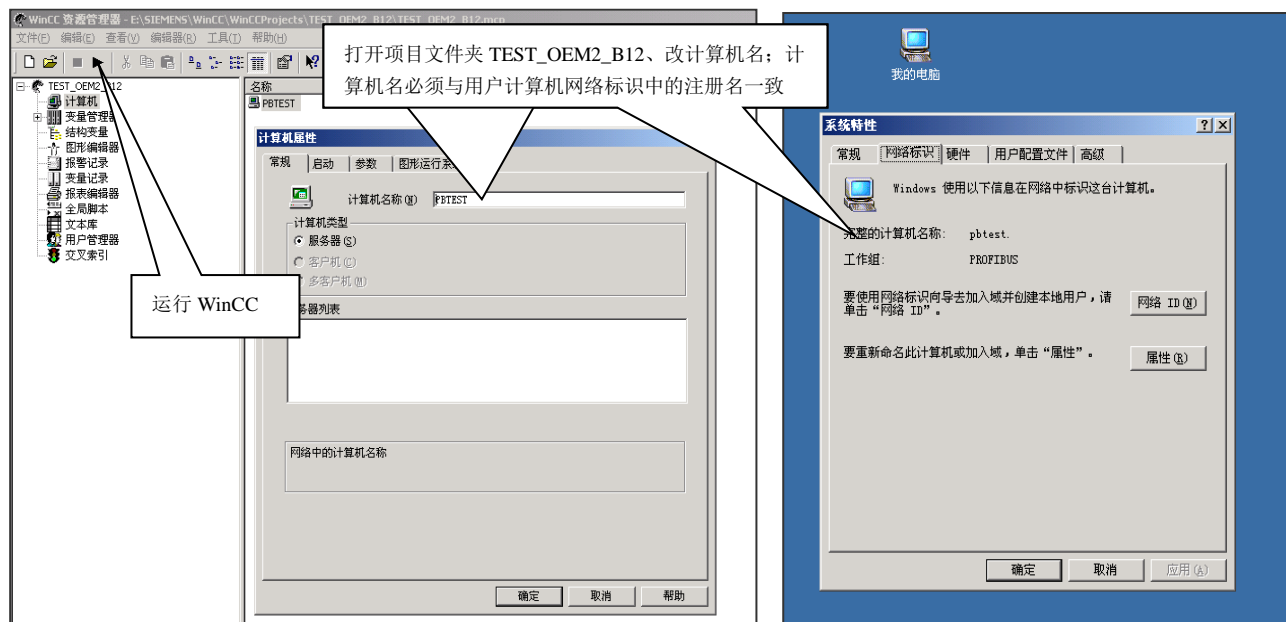 WinCC 资源管理器 - E:\SIEMENS\WinCC\WinCCProjects\TEST_OEM2_B12\TEST_OEM2_B12.mcp
文件(F) 编辑(E) 查看(V) 编辑器(R) 工具(T) 帮助(H)
打开项目文件夹 TEST_OEM2_B12、改计算机名;计
算机名必须与用户计算机网络标识中的注册名一致
TEST_OEM2_B12
计算机
变量管理器
结构变量
图形编辑器
报警记录
变量记录
报表编辑器
全局脚本
文本库
用户管理器
交叉索引
运行 WinCC
名称
PBTEST
计算机属性
常规 启动 参数 图形运行系
计算机名称(M) PBTEST
计算机类型
服务器(S)
客户机(C)
多客户机(M)
务器列表
网络中的计算机名称
确定 取消 帮助
我的电脑
系统特性
常规 网络标识 硬件 用户配置文件 高级
Windows 使用以下信息在网络中标识这台计算机。
完整的计算机名称: pbtest.
工作组: PROFIBUS
要使用网络标识向导去加入域并创建本地用户,请
单击“网络 ID”。
网络 ID(N)
要重新命名此计算机或加入域,单击“属性”。
属性(R)
确定 取消 应用(A)